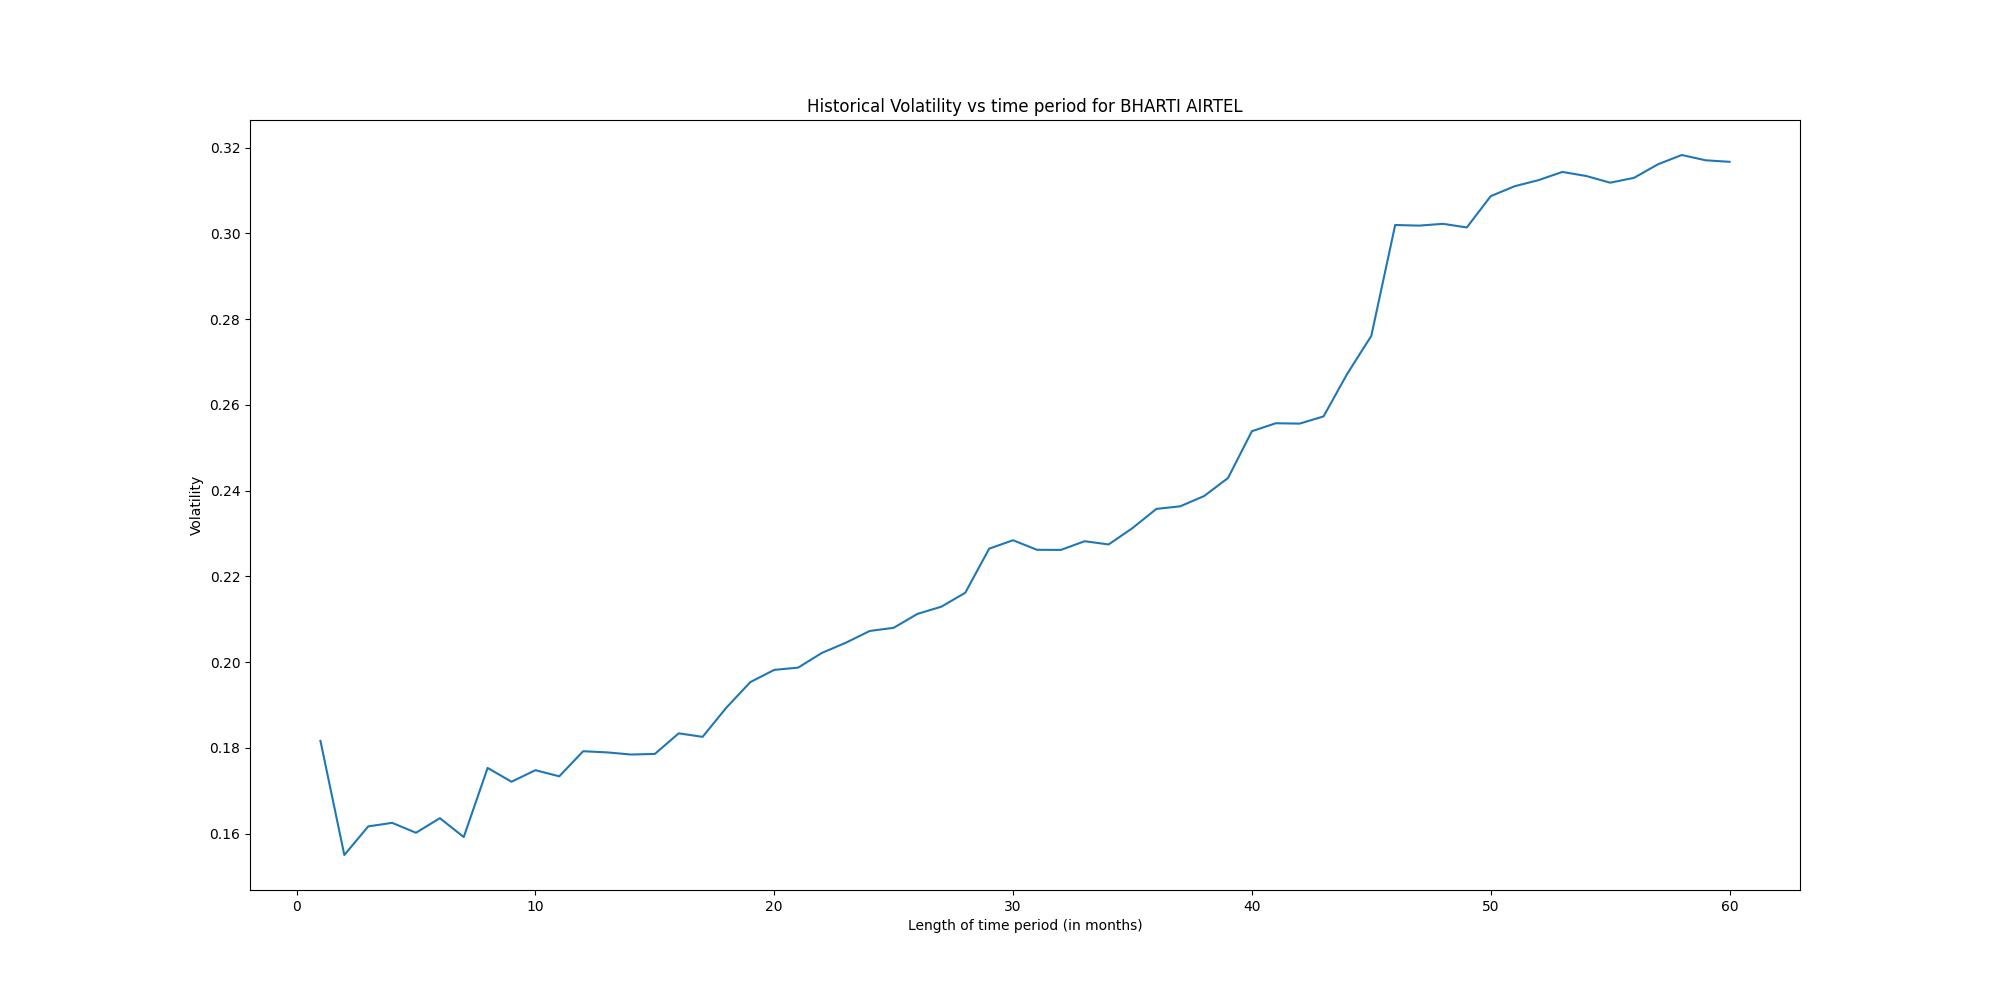 Historical Volatility vs time period for BHARTI AIRTEL
0.32
0.30
0.28
0.26
0.24
0.22
0.20
0.18
0.16
Volatility
0 10 20 30 40 50 60
Length of time period (in months)